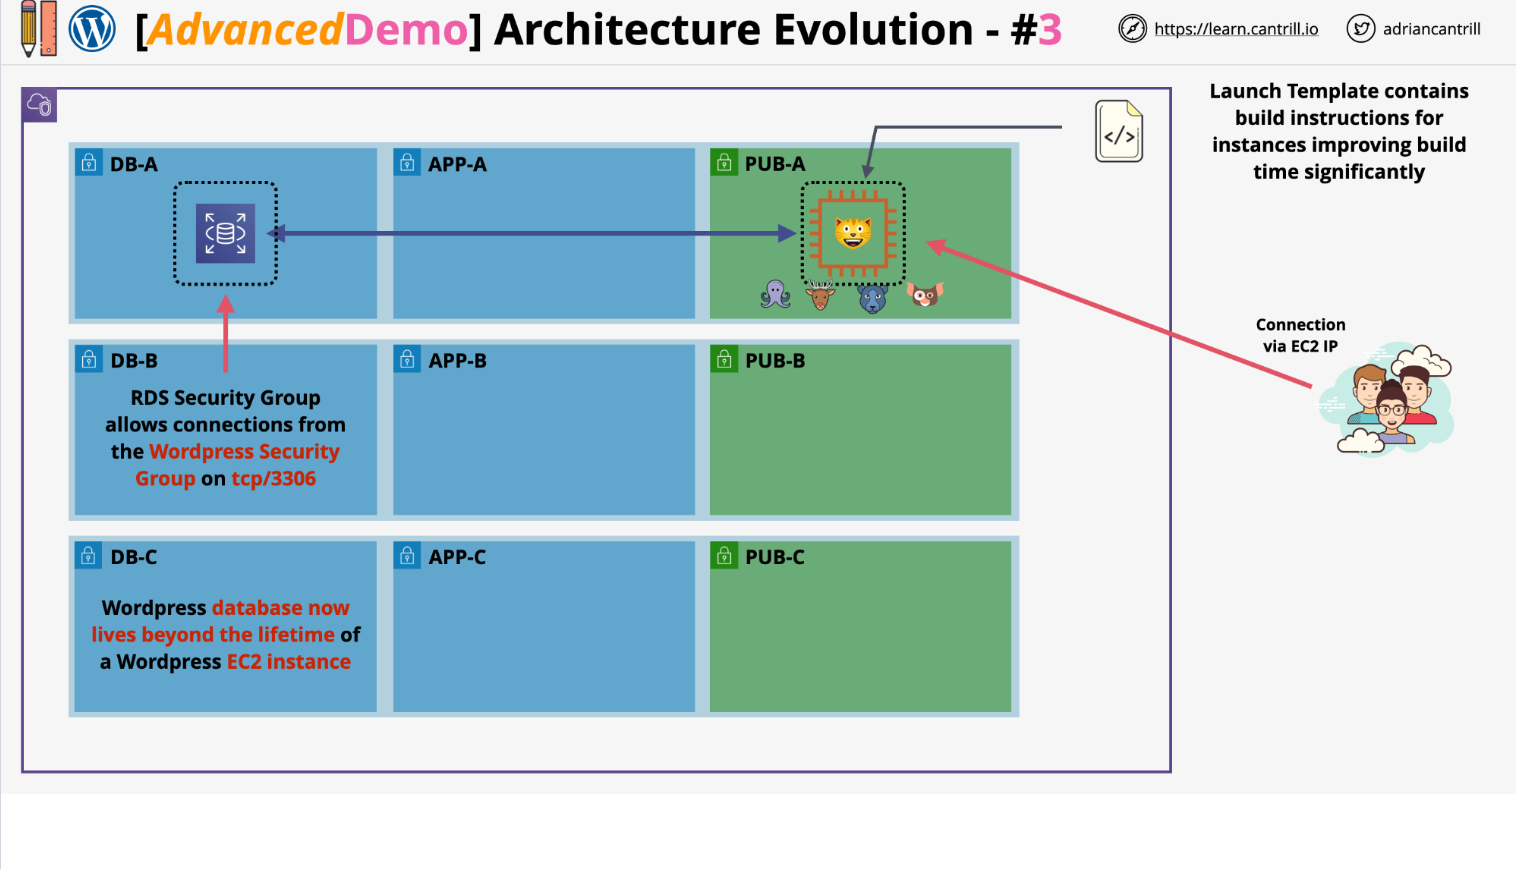 [AdvancedDemo] Architecture Evolution - #3
https://learn.cantrill.io
adriancantrill
Launch Template contains
build instructions for
instances improving build
time significantly
</>
DB-A
APP-A
PUB-A
Connection
via EC2 IP
DB-B
APP-B
PUB-B
RDS Security Group
allows connections from
the Wordpress Security
Group on tcp/3306
DB-C
APP-C
PUB-C
Wordpress database now
lives beyond the lifetime of
a Wordpress EC2 instance